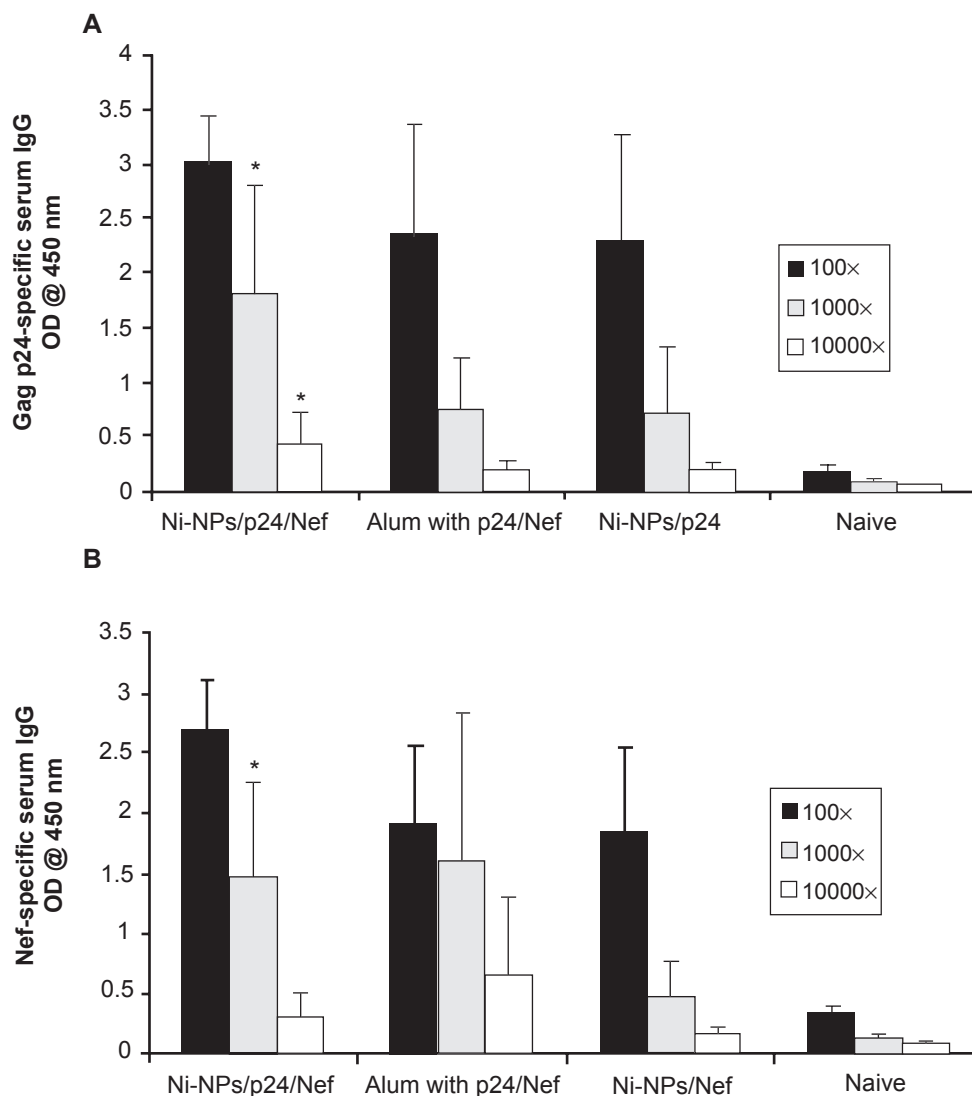 A
Gag p24-specific serum IgG
OD @ 450 nm
4
3.5
3
2.5
2
1.5
1
0.5
0
*
*
100×
1000×
10000×
Ni-NPs/p24/Nef
Alum with p24/Nef
Ni-NPs/p24
Naive
B
Nef-specific serum IgG
OD @ 450 nm
3.5
3
2.5
2
1.5
1
0.5
0
*
100×
1000×
10000×
Ni-NPs/p24/Nef
Alum with p24/Nef
Ni-NPs/Nef
Naive